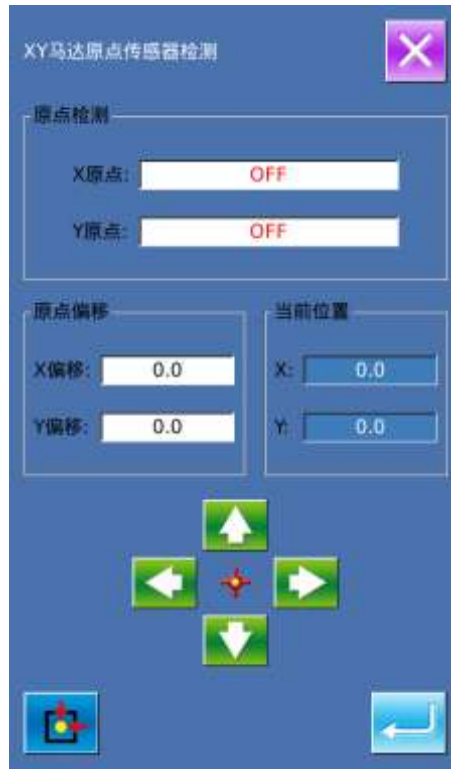 XY马达原点传感器检测
原点检测
X原点: OFF
Y原点: OFF
原点偏移
X偏移: 0.0
Y偏移: 0.0
当前位置
X: 0.0
Y: 0.0